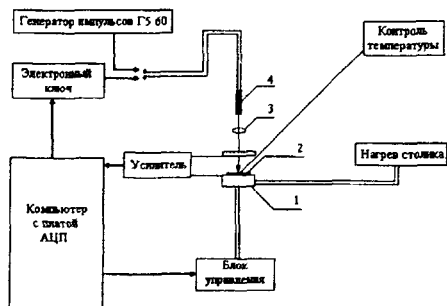 Генератор импульсов Г5 60
Электронный
ключ
Контроль
температуры
4
3
2
Усилитель
Нагрев столика
1
Компьютер
с платой
АЦП
Блок
управления